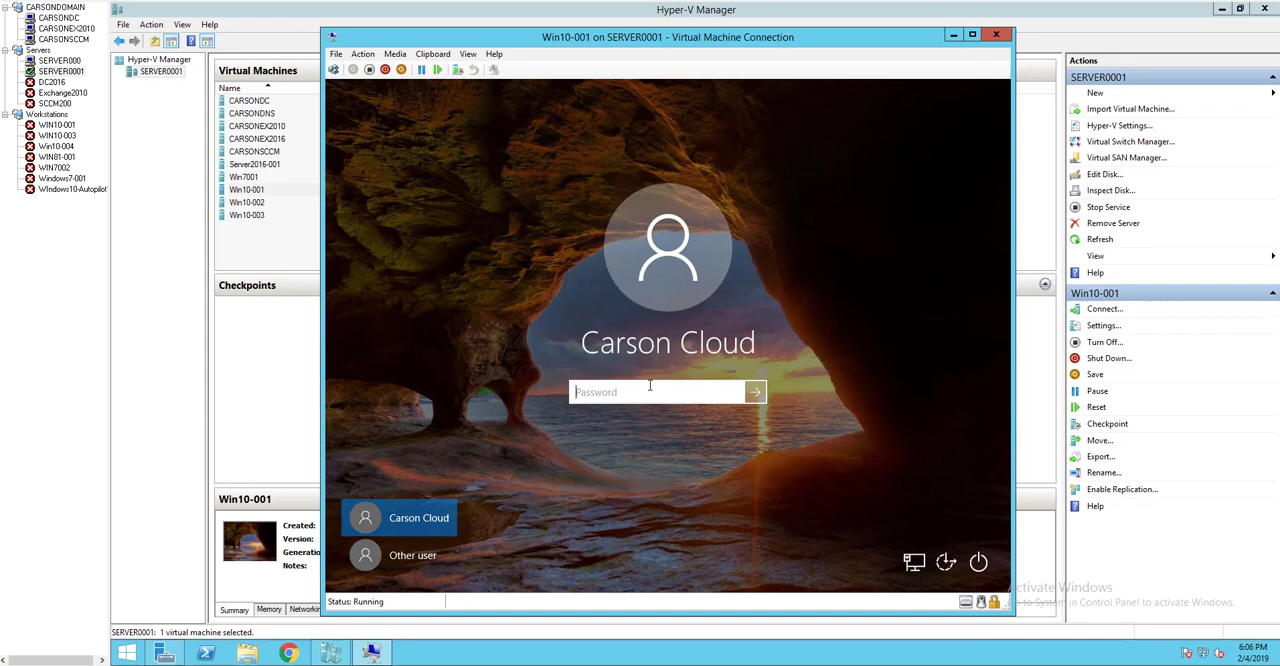 CARSONDOMAIN
CARSONDC
CARSONEX2010
CARSONSCCM
Servers
SERVER000
SERVER0001
DC2016
Exchange2010
SCCM200
Workstations
WIN10-001
WIN10-003
Win10-004
WIN81-001
WIN7002
Windows7-001
Windows10-Autopilot
Hyper-V Manager
File Action View Help
Hyper-V Manager
SERVER0001
Virtual Machines
Name
CARSONDC
CARSONDNS
CARSONEX2010
CARSONEX2016
CARSONSCCM
Server2016-001
Win7001
Win10-001
Win10-002
Win10-003
Checkpoints
Win10-001
Created:
Version:
Generatio
Notes:
Summary Memory Networkin
Win10-001 on SERVER0001 - Virtual Machine Connection
File Action Media Clipboard View Help
Carson Cloud
Password
Carson Cloud
Other user
Status: Running
Actions
SERVER0001
New
Import Virtual Machine...
Hyper-V Settings...
Virtual Switch Manager...
Virtual SAN Manager...
Edit Disk...
Inspect Disk...
Stop Service
Remove Server
Refresh
View
Help
Win10-001
Connect...
Settings...
Turn Off...
Shut Down...
Save
Pause
Reset
Checkpoint
Move...
Export...
Rename...
Enable Replication...
Help
Activate Windows
Go to System in Control Panel to activate Windows.
SERVER0001: 1 virtual machine selected.
6:06 PM
2/4/2019